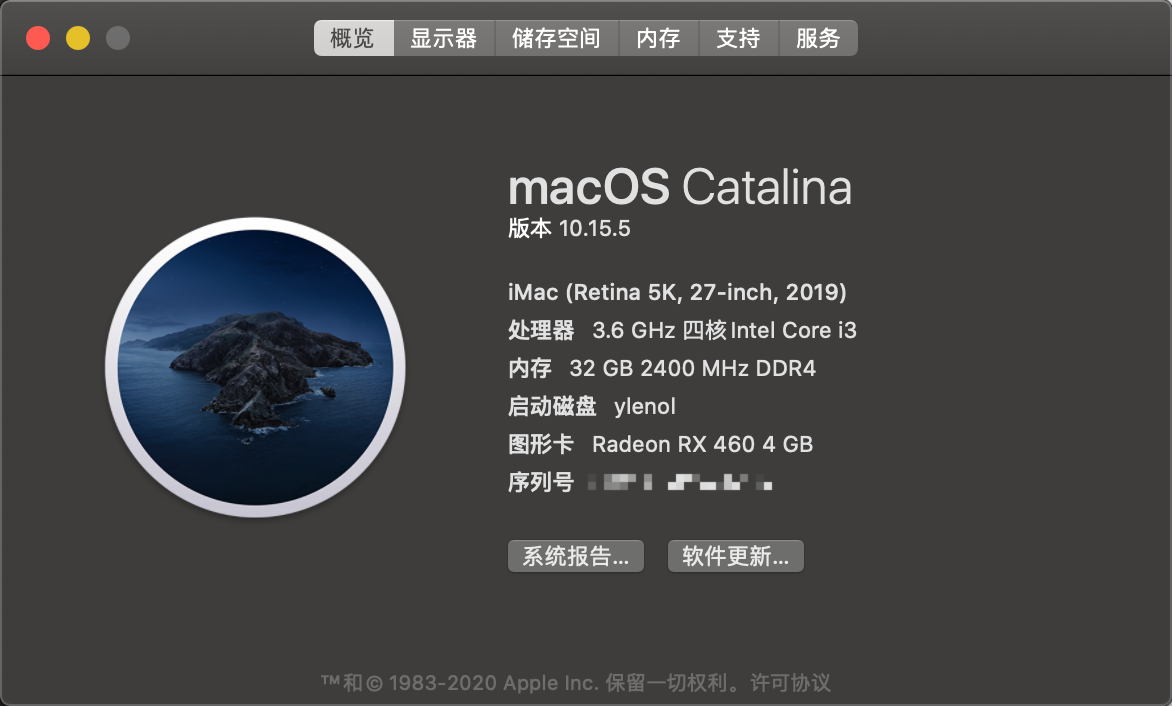 概览 显示器 储存空间 内存 支持 服务
macOS Catalina
版本 10.15.5
iMac (Retina 5K, 27-inch, 2019)
处理器 3.6 GHz 四核Intel Core i3
内存 32 GB 2400 MHz DDR4
启动磁盘 ylenol
图形卡 Radeon RX 460 4 GB
序列号
系统报告... 软件更新...
™和© 1983-2020 Apple Inc. 保留一切权利。许可协议